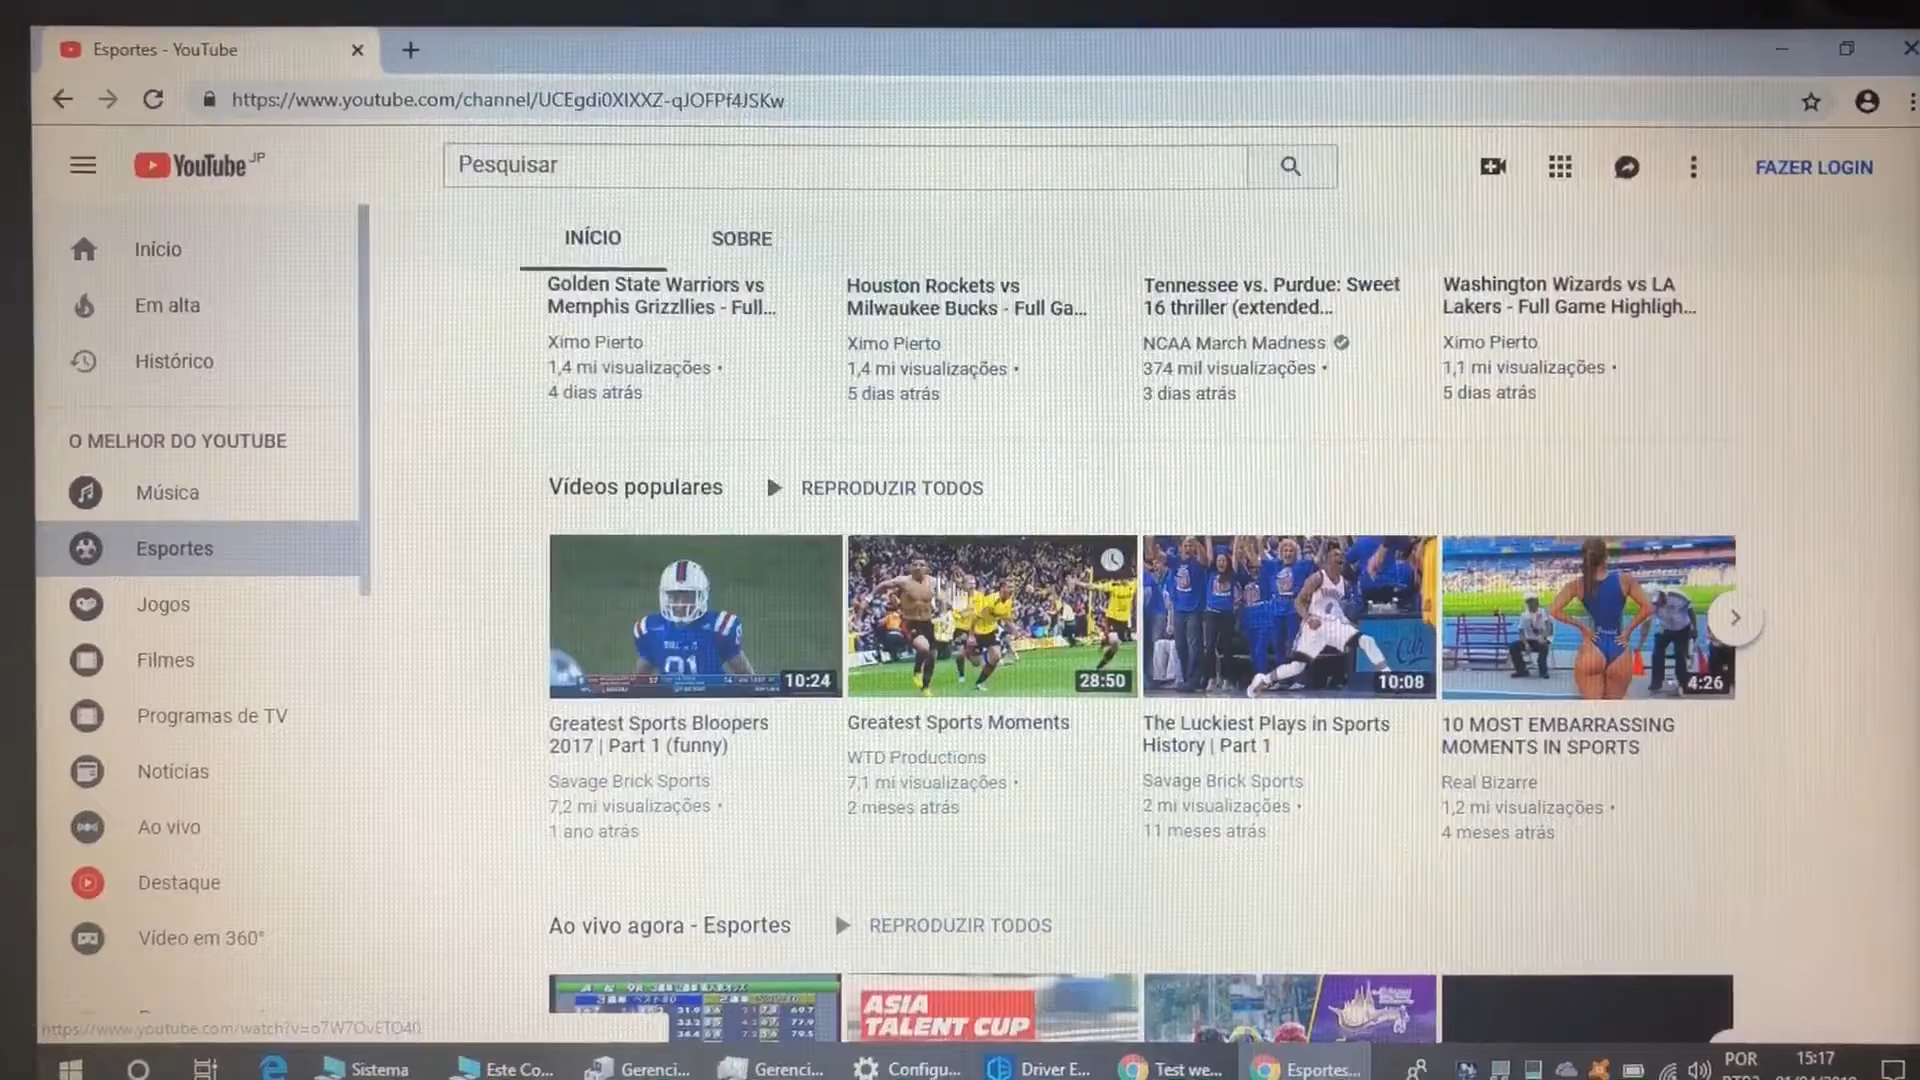 Esportes - YouTube
https://www.youtube.com/channel/UCEgdi0XIXXZ-qJOFPf4JSKw
YouTube JP
Pesquisar
FAZER LOGIN
Início
Em alta
Histórico
O MELHOR DO YOUTUBE
Música
Esportes
Jogos
Filmes
Programas de TV
Notícias
Ao vivo
Destaque
Vídeo em 360°
INÍCIO
SOBRE
Golden State Warriors vs
Memphis Grizzllies - Full...
Ximo Pierto
1,4 mi visualizações •
4 dias atrás
Houston Rockets vs
Milwaukee Bucks - Full Ga...
Ximo Pierto
1,4 mi visualizações •
5 dias atrás
Tennessee vs. Purdue: Sweet
16 thriller (extended...
NCAA March Madness
374 mil visualizações •
3 dias atrás
Washington Wizards vs LA
Lakers - Full Game Highligh...
Ximo Pierto
1,1 mi visualizações •
5 dias atrás
Vídeos populares
REPRODUZIR TODOS
10:24
Greatest Sports Bloopers
2017 | Part 1 (funny)
Savage Brick Sports
7,2 mi visualizações •
1 ano atrás
28:50
Greatest Sports Moments
WTD Productions
7,1 mi visualizações •
2 meses atrás
10:08
The Luckiest Plays in Sports
History | Part 1
Savage Brick Sports
2 mi visualizações •
11 meses atrás
4:26
10 MOST EMBARRASSING
MOMENTS IN SPORTS
Real Bizarre
1,2 mi visualizações •
4 meses atrás
Ao vivo agora - Esportes
REPRODUZIR TODOS
ASIA
TALENT CUP
https://www.youtube.com/watch?v=o7W7OvETO40
Sistema
Este Co...
Gerenci...
Gerenci...
Configu...
Driver E...
Test we...
Esportes...
POR
15:17